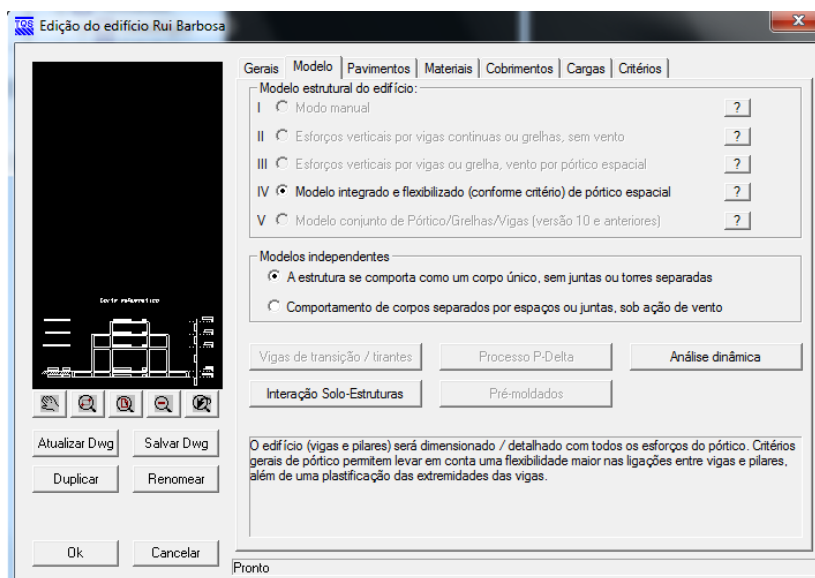 TQS Edição do edifício Rui Barbosa
Gerais Modelo Pavimentos Materiais Cobrimentos Cargas Critérios
Modelo estrutural do edifício:
I Modo manual ?
II Esforços verticais por vigas continuas ou grelhas, sem vento ?
III Esforços verticais por vigas ou grelha, vento por pórtico espacial ?
IV Modelo integrado e flexibilizado (conforme critério) de pórtico espacial ?
V Modelo conjunto de Pórtico/Grelhas/Vigas (versão 10 e anteriores) ?
Modelos independentes
A estrutura se comporta como um corpo único, sem juntas ou torres separadas
Comportamento de corpos separados por espaços ou juntas, sob ação de vento
Vigas de transição / tirantes Processo P-Delta Análise dinâmica
Interação Solo-Estruturas Pré-moldados
O edifício (vigas e pilares) será dimensionado / detalhado com todos os esforços do pórtico. Critérios
gerais de pórtico permitem levar em conta uma flexibilidade maior nas ligações entre vigas e pilares,
além de uma plastificação das extremidades das vigas.
Corte esquemático
Atualizar Dwg Salvar Dwg
Duplicar Renomear
Ok Cancelar
Pronto